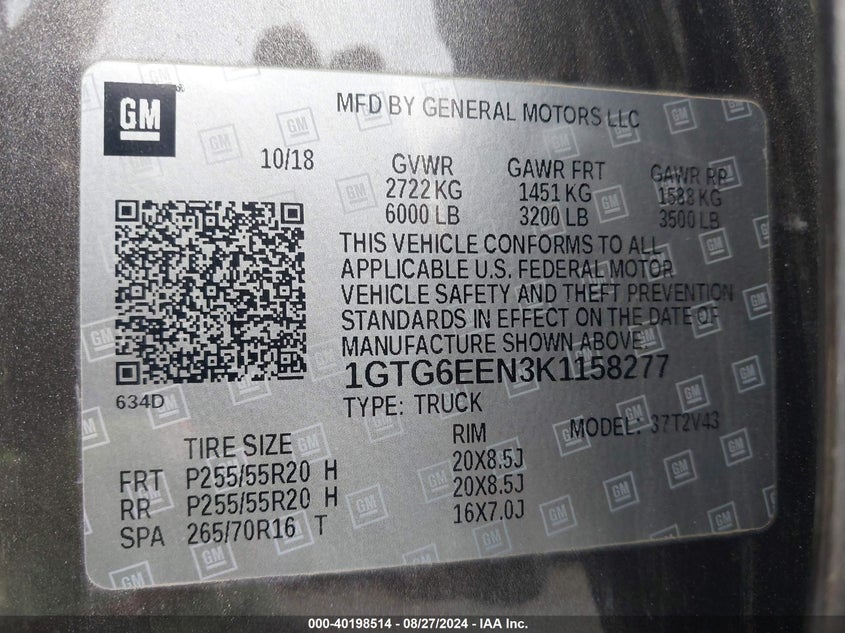 GM
MFD BY GENERAL MOTORS LLC
10/18
GVWR GAWR FRT GAWR RR
2722 KG 1451 KG 1588 KG
6000 LB 3200 LB 3500 LB
THIS VEHICLE CONFORMS TO ALL
APPLICABLE U.S. FEDERAL MOTOR
VEHICLE SAFETY AND THEFT PREVENTION
STANDARDS IN EFFECT ON THE DATE OF
MANUFACTURE SHOWN ABOVE.
1GTG6EEN3K1158277
634D
TYPE: TRUCK MODEL: 37T2V43
TIRE SIZE RIM
FRT P255/55R20 H 20X8.5J
RR P255/55R20 H 20X8.5J
SPA 265/70R16 T 16X7.0J
000-40198514 - 08/27/2024 - IAA Inc.